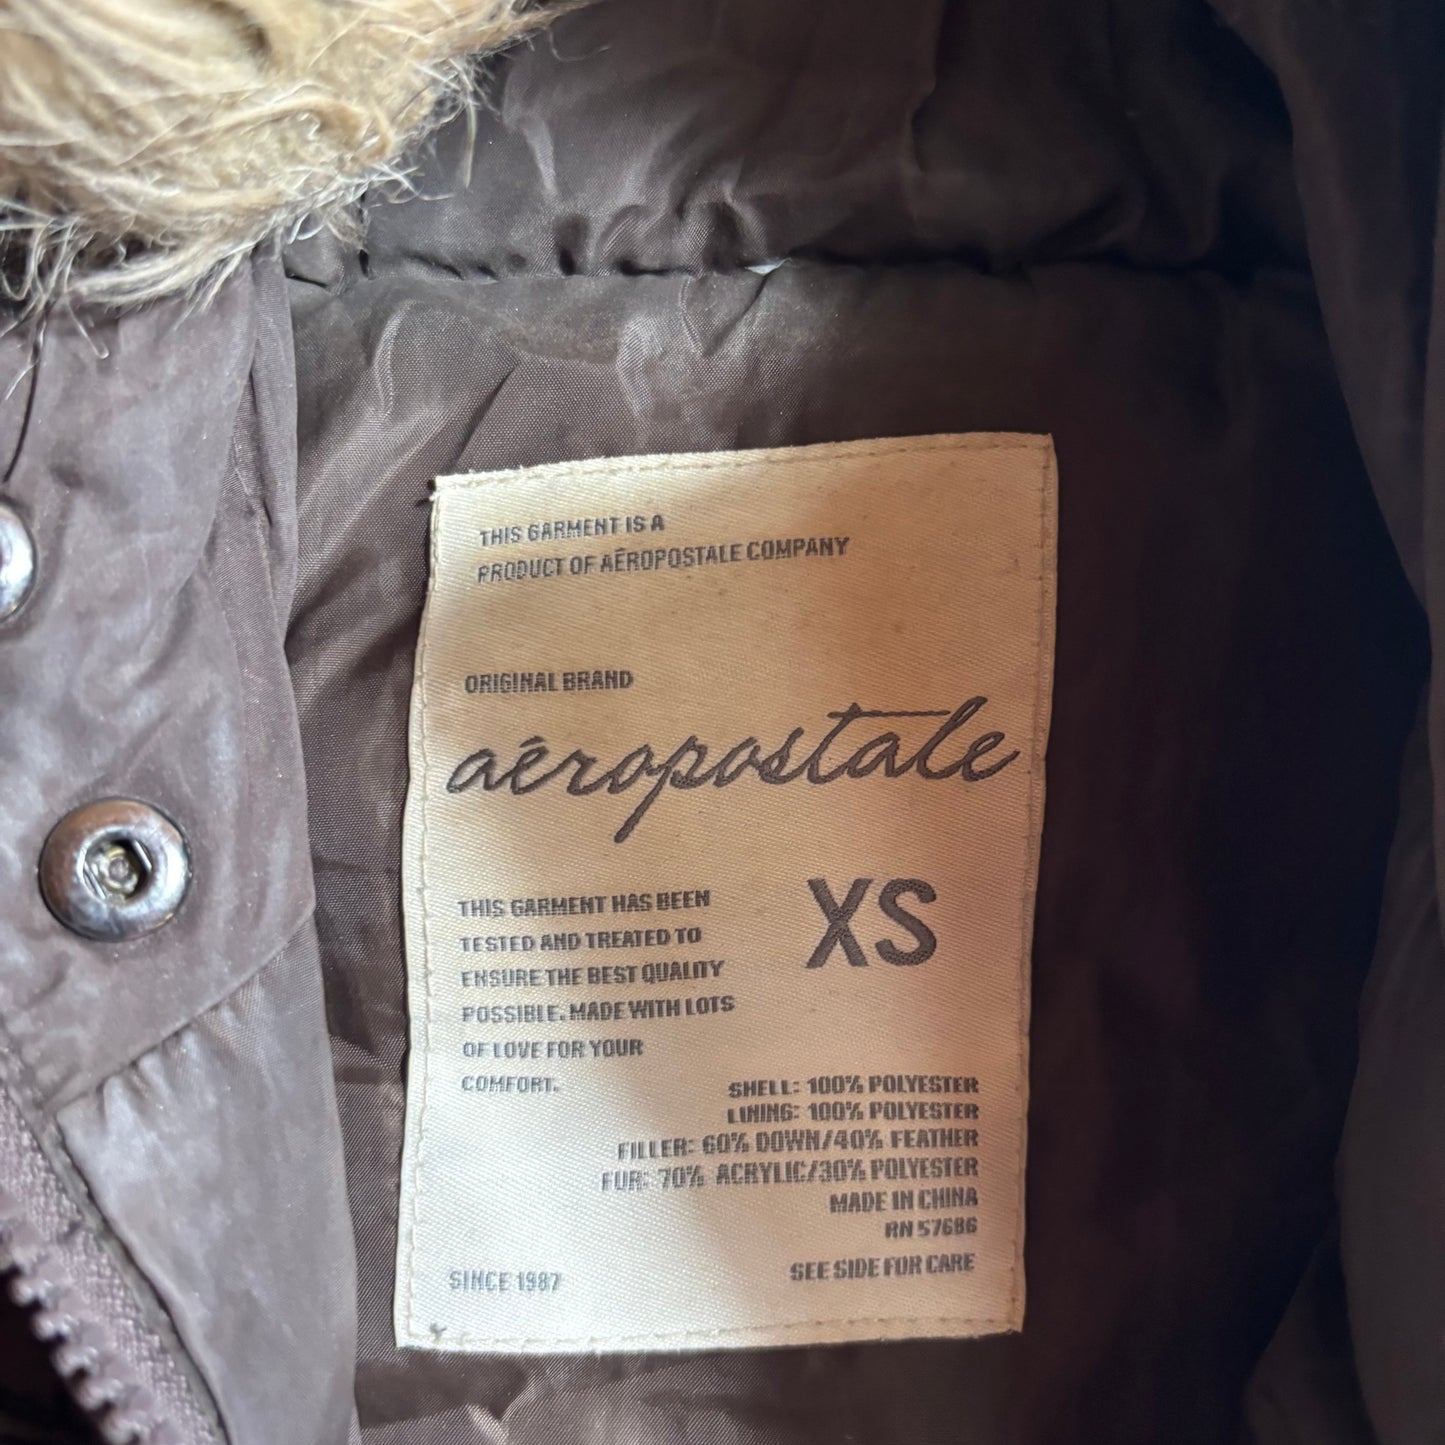 THIS GARMENT IS A
PRODUCT OF AÉROPOSTALE COMPANY
ORIGINAL BRAND
aéropostale
XS
THIS GARMENT HAS BEEN
TESTED AND TREATED TO
ENSURE THE BEST QUALITY
POSSIBLE. MADE WITH LOTS
OF LOVE FOR YOUR
COMFORT.
SHELL: 100% POLYESTER
LINING: 100% POLYESTER
FILLER: 60% DOWN/40% FEATHER
FUR: 70% ACRYLIC/30% POLYESTER
MADE IN CHINA
RN 57686
SEE SIDE FOR CARE
SINCE 1987